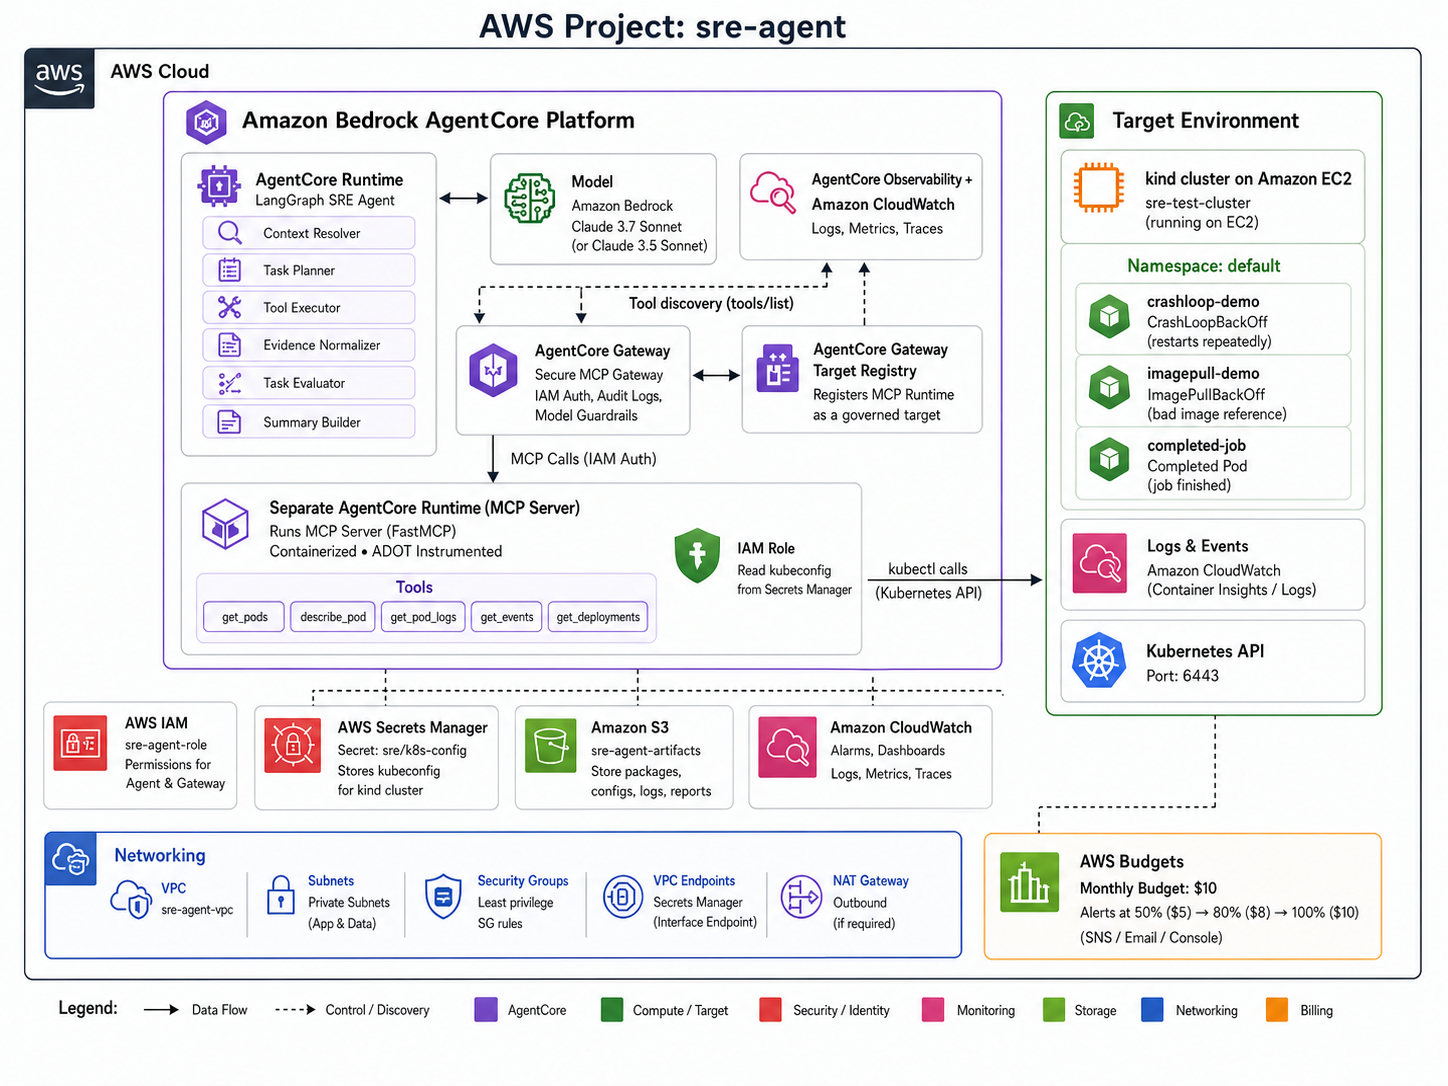 AWS Project: sre-agent
aws
AWS Cloud
Amazon Bedrock AgentCore Platform
AgentCore Runtime
LangGraph SRE Agent
Context Resolver
Task Planner
Tool Executor
Evidence Normalizer
Task Evaluator
Summary Builder
Model
Amazon Bedrock
Claude 3.7 Sonnet
(or Claude 3.5 Sonnet)
AgentCore Observability +
Amazon CloudWatch
Logs, Metrics, Traces
Tool discovery (tools/list)
AgentCore Gateway
Secure MCP Gateway
IAM Auth, Audit Logs,
Model Guardrails
AgentCore Gateway
Target Registry
Registers MCP Runtime
as a governed target
MCP Calls (IAM Auth)
Separate AgentCore Runtime (MCP Server)
Runs MCP Server (FastMCP)
Containerized • ADOT Instrumented
Tools
get_pods
describe_pod
get_pod_logs
get_events
get_deployments
IAM Role
Read kubeconfig
from Secrets Manager
kubectl calls
(Kubernetes API)
Target Environment
kind cluster on Amazon EC2
sre-test-cluster
(running on EC2)
Namespace: default
crashloop-demo
CrashLoopBackOff
(restarts repeatedly)
imagepull-demo
ImagePullBackOff
(bad image reference)
completed-job
Completed Pod
(job finished)
Logs & Events
Amazon CloudWatch
(Container Insights / Logs)
Kubernetes API
Port: 6443
AWS IAM
sre-agent-role
Permissions for
Agent & Gateway
AWS Secrets Manager
Secret: sre/k8s-config
Stores kubeconfig
for kind cluster
Amazon S3
sre-agent-artifacts
Store packages,
configs, logs, reports
Amazon CloudWatch
Alarms, Dashboards
Logs, Metrics, Traces
Networking
VPC
sre-agent-vpc
Subnets
Private Subnets
(App & Data)
Security Groups
Least privilege
SG rules
VPC Endpoints
Secrets Manager
(Interface Endpoint)
NAT Gateway
Outbound
(if required)
AWS Budgets
Monthly Budget: $10
Alerts at 50% ($5) → 80% ($8) → 100% ($10)
(SNS / Email / Console)
Legend:
Data Flow
Control / Discovery
AgentCore
Compute / Target
Security / Identity
Monitoring
Storage
Networking
Billing